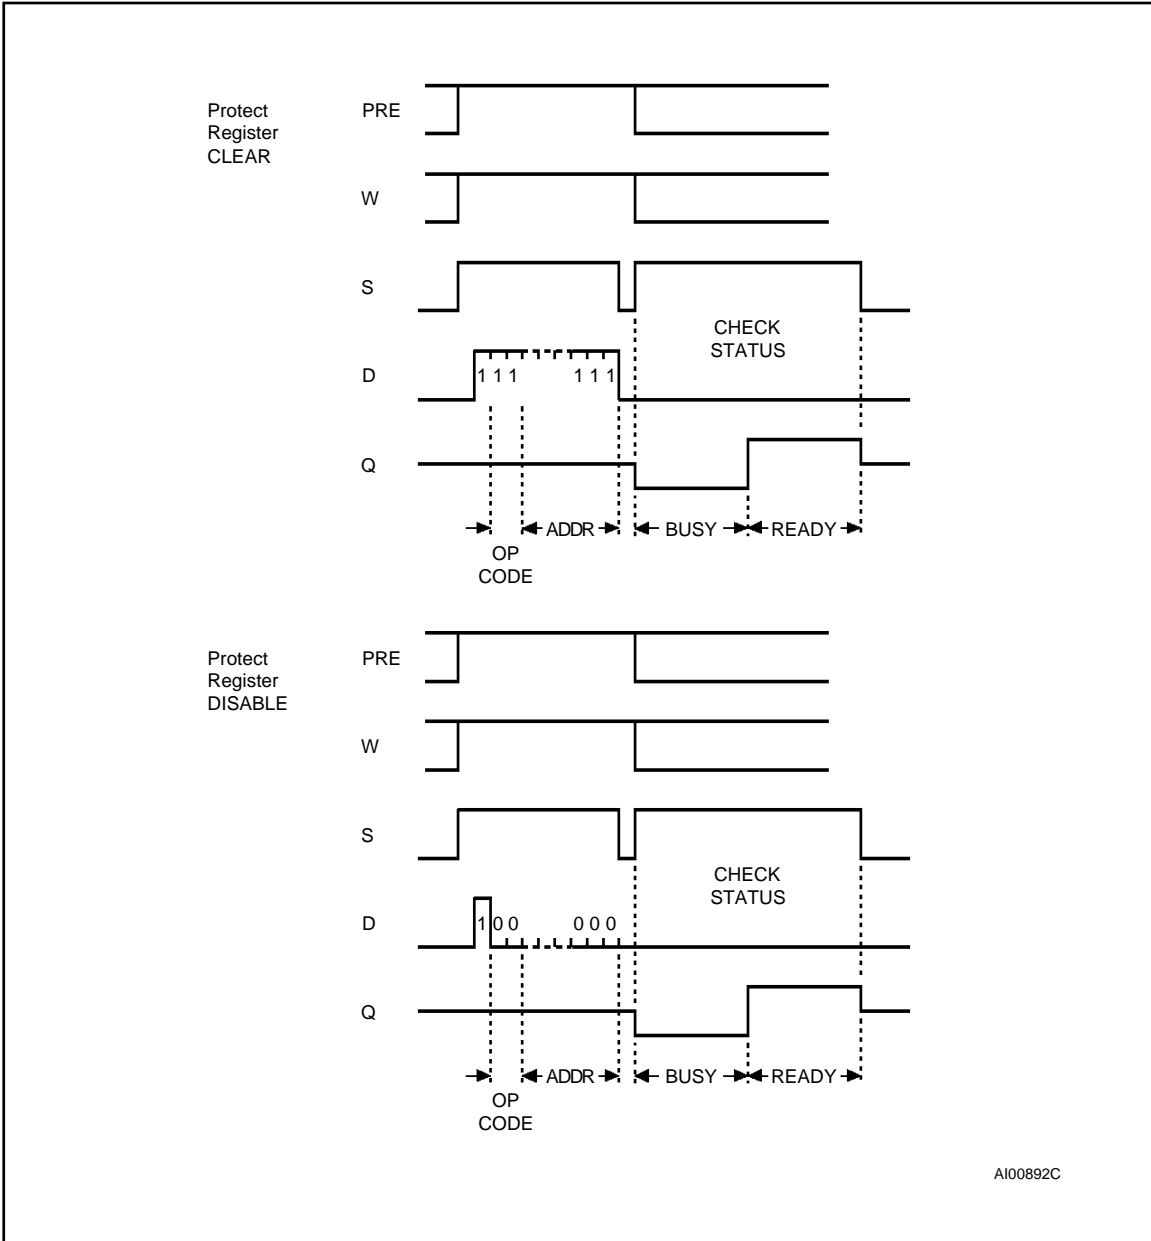 Protect
Register
CLEAR
PRE
W
S
CHECK
STATUS
D
1 1 1 1 1 1
Q
ADDR BUSY READY
OP
CODE
Protect
Register
DISABLE
PRE
W
S
CHECK
STATUS
D
1 0 0 0 0 0
Q
ADDR BUSY READY
OP
CODE
AI00892C